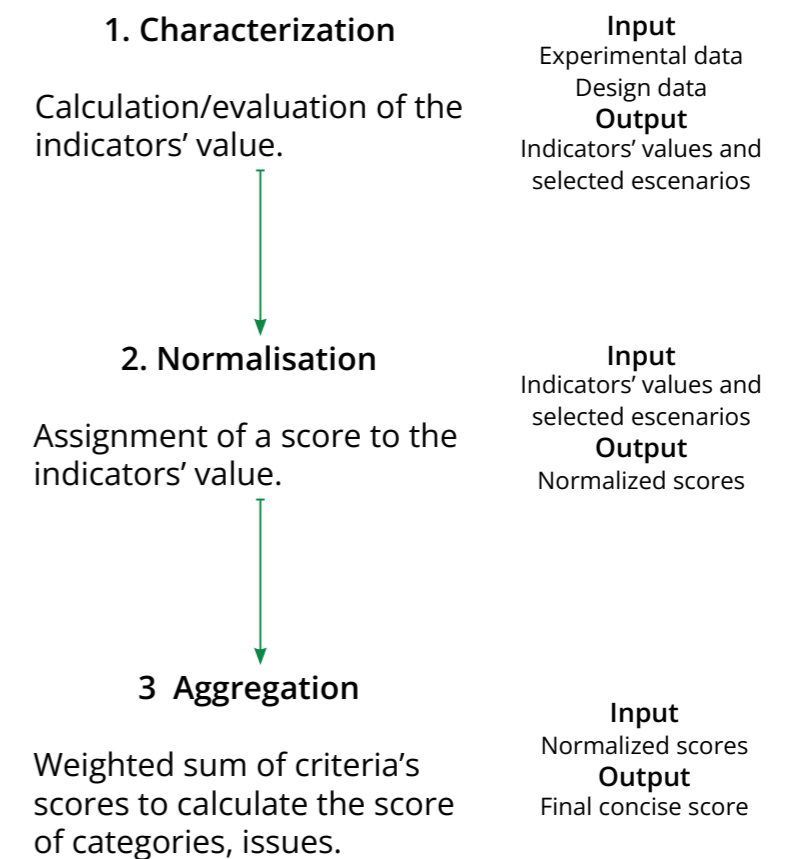 1. Characterization
Calculation/evaluation of the
indicators’ value.
Input
Experimental data
Design data
Output
Indicators’ values and
selected escenarios
2. Normalisation
Assignment of a score to the
indicators’ value.
Input
Indicators’ values and
selected escenarios
Output
Normalized scores
3 Aggregation
Weighted sum of criteria’s
scores to calculate the score
of categories, issues.
Input
Normalized scores
Output
Final concise score